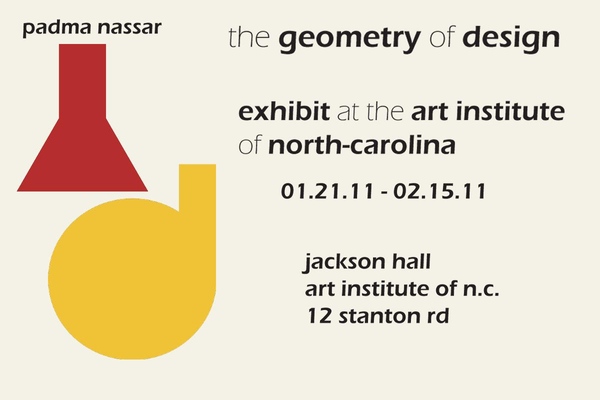 padma nassar
the geometry of design
exhibit at the art institute
of north-carolina
01.21.11 - 02.15.11
jackson hall
art institute of n.c.
12 stanton rd